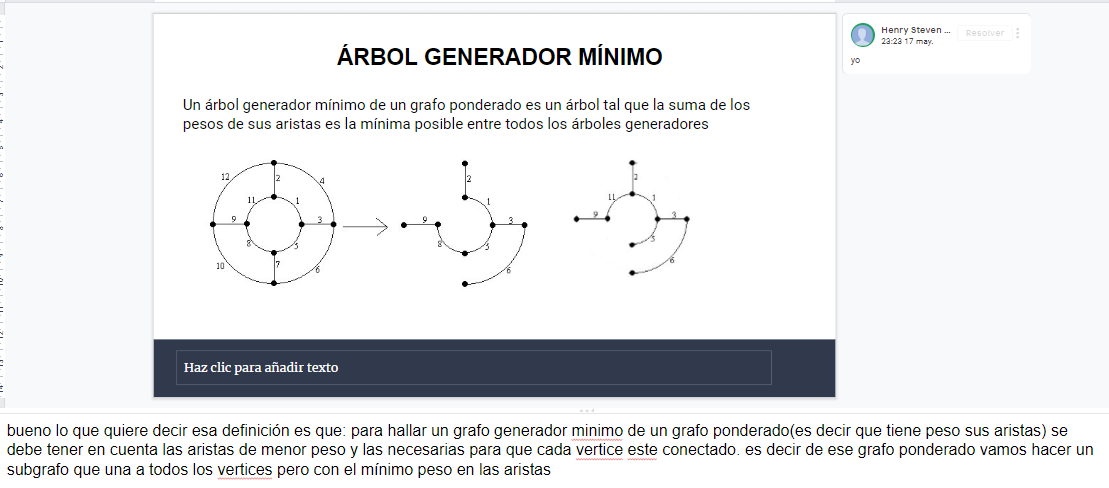 ÁRBOL GENERADOR MÍNIMO
Un árbol generador mínimo de un grafo ponderado es un árbol tal que la suma de los
pesos de sus aristas es la mínima posible entre todos los árboles generadores
12 2 4
11 1
9 3
8 5
10 7 6
2
1
9 3
8 5
6
2
11 1
9 3
5
6
Haz clic para añadir texto
Henry Steven ... Resolver
23:23 17 may.
yo
bueno lo que quiere decir esa definición es que: para hallar un grafo generador minimo de un grafo ponderado(es decir que tiene peso sus aristas) se
debe tener en cuenta las aristas de menor peso y las necesarias para que cada vertice este conectado. es decir de ese grafo ponderado vamos hacer un
subgrafo que una a todos los vertices pero con el mínimo peso en las aristas